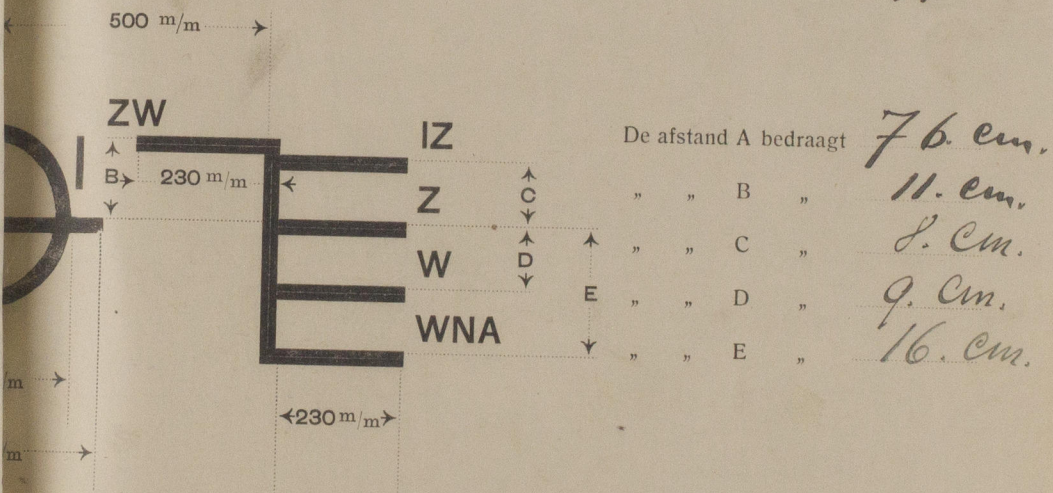 500 m/m
ZW
I
B
230 m/m
IZ
C
Z
D
W
E
WNA
230 m/m
/m
/m
De afstand A bedraagt 76. cm.
„ „ B „ 11. cm.
„ „ C „ 8. cm.
„ „ D „ 9. cm.
„ „ E „ 16. cm.